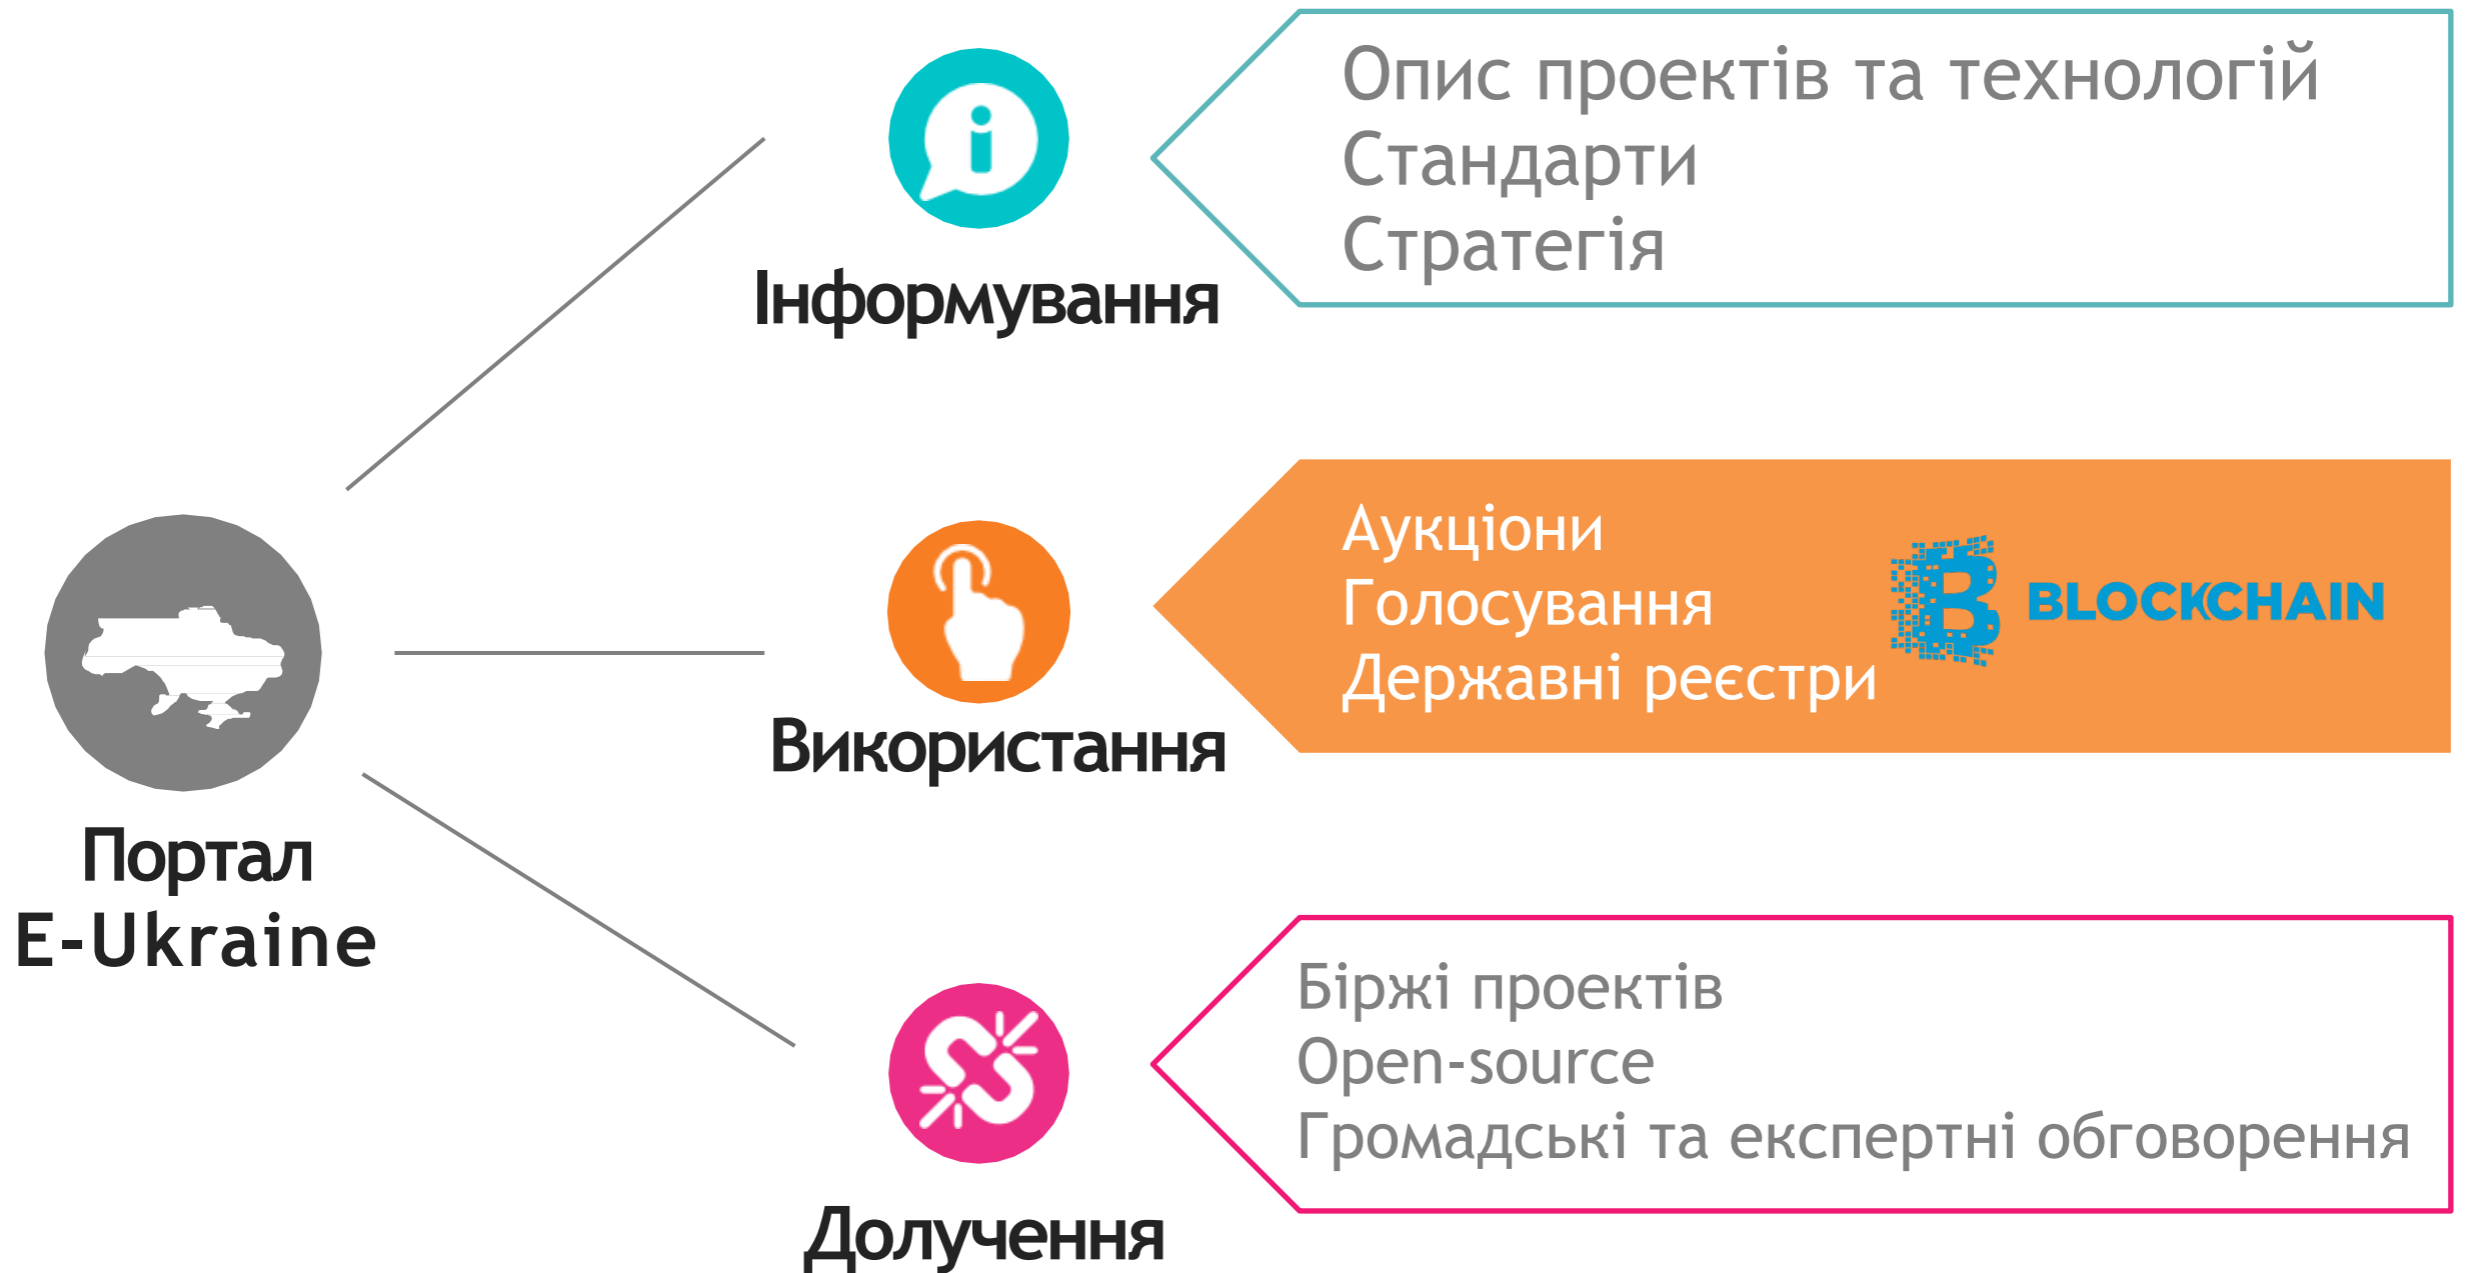 Портал
E-Ukraine
Інформування
Опис проектів та технологій
Стандарти
Стратегія
Використання
Аукціони
Голосування
Державні реєстри
BLOCKCHAIN
Долучення
Біржі проектів
Open-source
Громадські та експертні обговорення